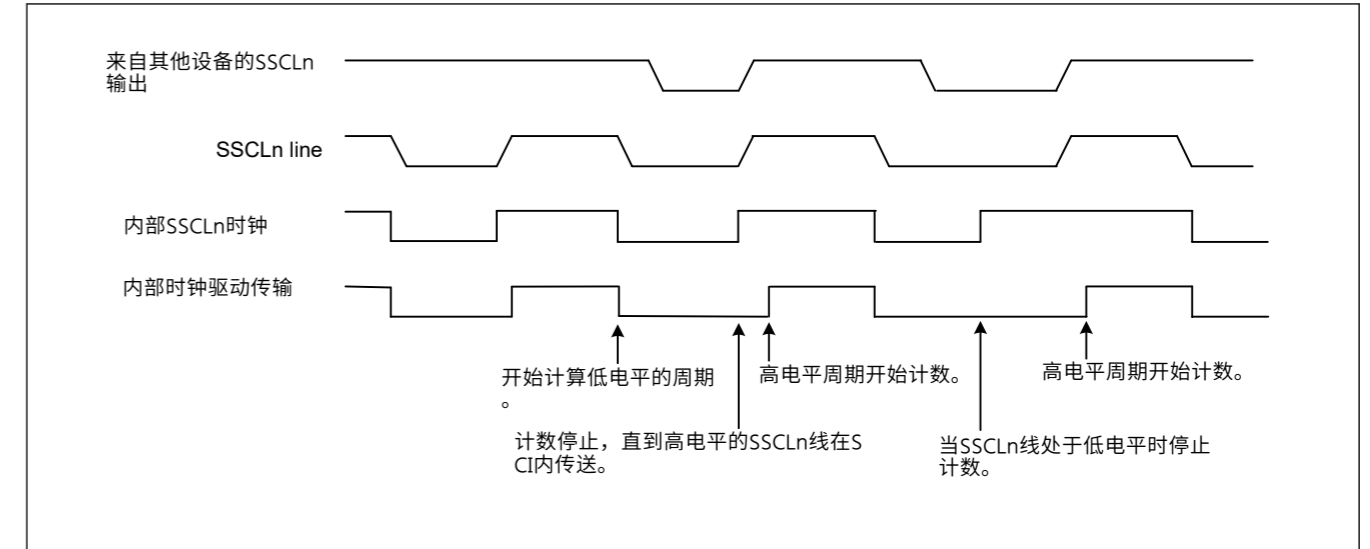 来自其他设备的SSCLn
输出
SSCLn line
内部SSCLn时钟
内部时钟驱动传输
开始计算低电平的周期
。
高电平周期开始计数。
高电平周期开始计数。
计数停止，直到高电平的SSCLn线在S
CI内传送。
当SSCLn线处于低电平时停止
计数。